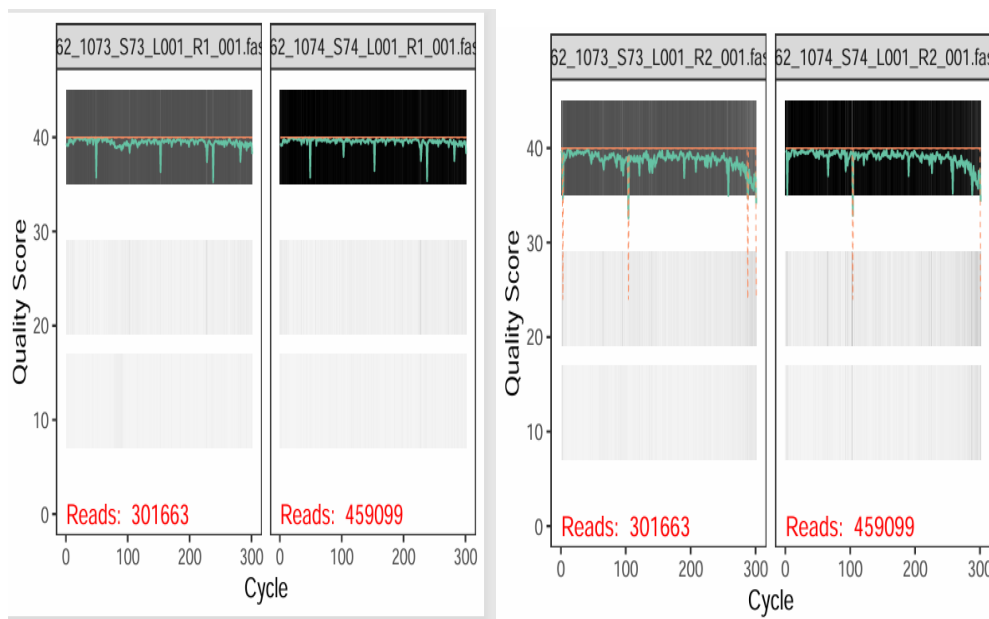 62_1073_S73_L001_R1_001.fas
62_1074_S74_L001_R1_001.fas
Quality Score
40
30
20
10
0
Reads: 301663
Reads: 459099
0 100 200 300
0 100 200 300
Cycle
62_1073_S73_L001_R2_001.fas
62_1074_S74_L001_R2_001.fas
Quality Score
40
30
20
10
0
Reads: 301663
Reads: 459099
0 100 200 300
0 100 200 300
Cycle